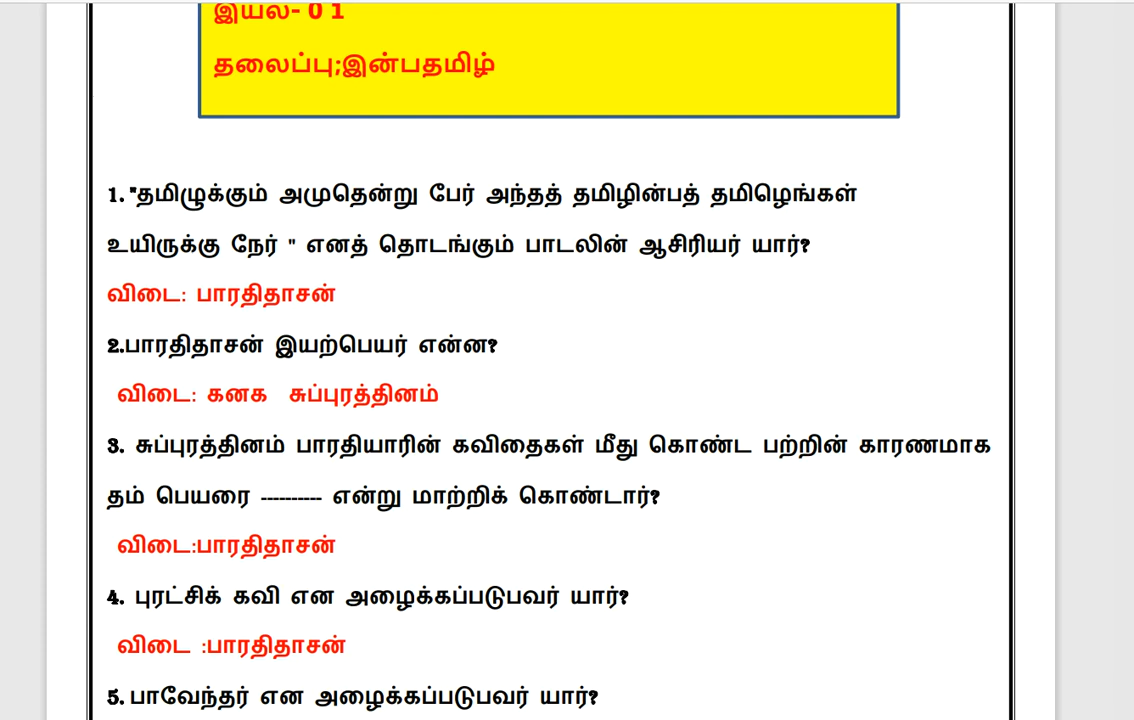 இயல்- 0 1
தலைப்பு;இன்பதமிழ்
1. "தமிழுக்கும் அமுதென்று பேர் அந்தத் தமிழின்பத் தமிழெங்கள்
உயிருக்கு நேர் " எனத் தொடங்கும் பாடலின் ஆசிரியர் யார்?
விடை: பாரதிதாசன்
2.பாரதிதாசன் இயற்பெயர் என்ன?
விடை: கனக சுப்புரத்தினம்
3. சுப்புரத்தினம் பாரதியாரின் கவிதைகள் மீது கொண்ட பற்றின் காரணமாக
தம் பெயரை ---------- என்று மாற்றிக் கொண்டார்?
விடை:பாரதிதாசன்
4. புரட்சிக் கவி என அழைக்கப்படுபவர் யார்?
விடை :பாரதிதாசன்
5. பாவேந்தர் என அழைக்கப்படுபவர் யார்?